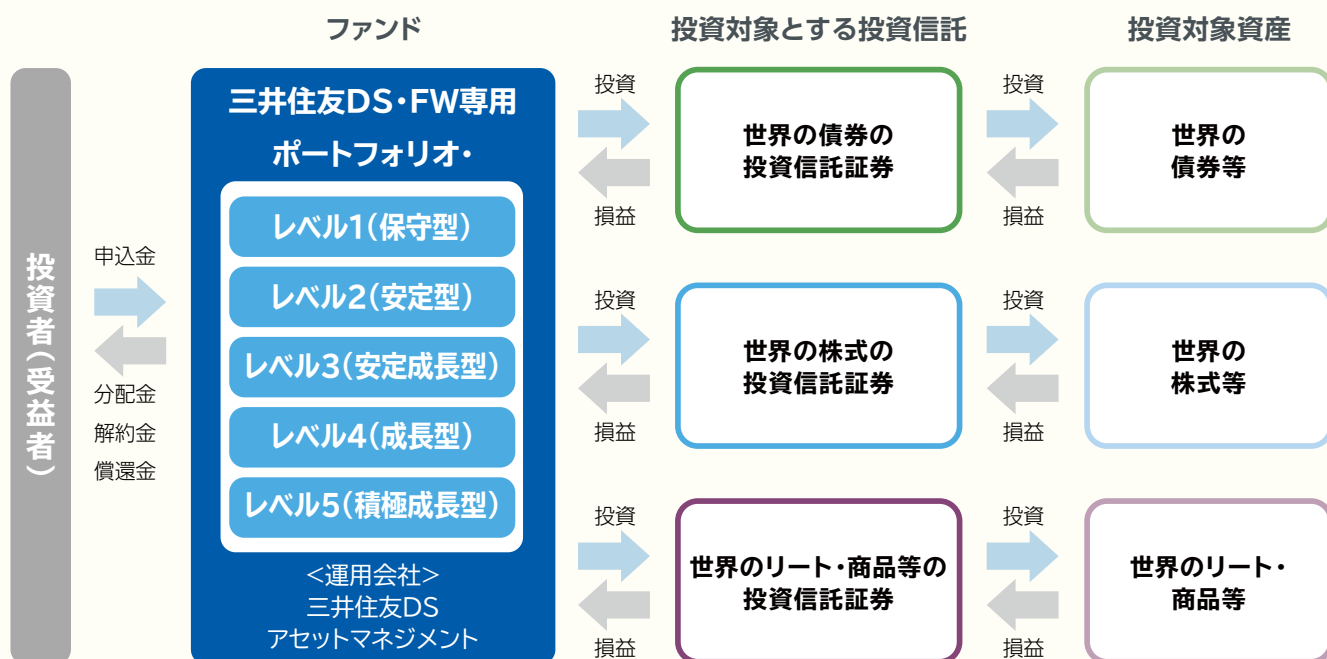 ファンド
投資対象とする投資信託
投資対象資産
投資者(受益者)
申込金
分配金
解約金
償還金
三井住友DS・FW専用
ポートフォリオ・
レベル1(保守型)
レベル2(安定型)
レベル3(安定成長型)
レベル4(成長型)
レベル5(積極成長型)
<運用会社>
三井住友DS
アセットマネジメント
投資
損益
世界の債券の
投資信託証券
投資
損益
世界の
債券等
投資
損益
世界の株式の
投資信託証券
投資
損益
世界の
株式等
投資
損益
世界のリート・商品等の
投資信託証券
投資
損益
世界のリート・
商品等